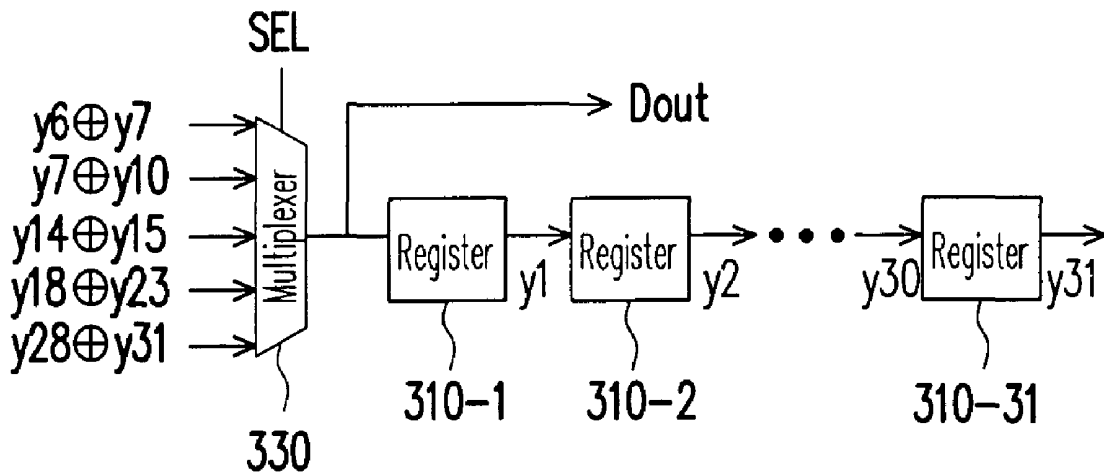 SEL
Dout
y6⊕y7
y7⊕y10
y14⊕y15
y18⊕y23
y28⊕y31
Multiplexer
Register
y1
Register
y2
y30
Register
y31
310-1
310-2
310-31
330